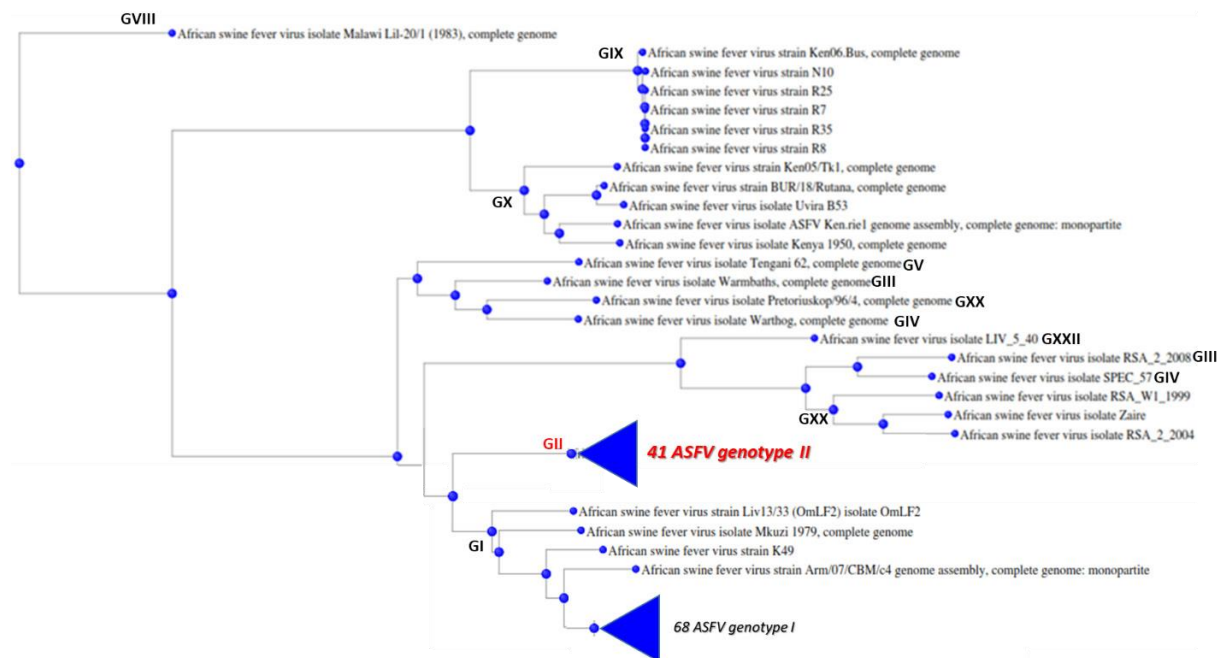 GVIII
African swine fever virus isolate Malawi Lil-20/1 (1983), complete genome
GIX
African swine fever virus strain Ken06.Bus, complete genome
African swine fever virus strain N10
African swine fever virus strain R25
African swine fever virus strain R7
African swine fever virus strain R35
African swine fever virus strain R8
African swine fever virus strain Ken05/Tk1, complete genome
African swine fever virus strain BUR/18/Rutana, complete genome
GX
African swine fever virus isolate Uvira B53
African swine fever virus isolate ASFV Ken.rie1 genome assembly, complete genome: monopartite
African swine fever virus isolate Kenya 1950, complete genome
African swine fever virus isolate Tengani 62, complete genome GV
African swine fever virus isolate Warmbaths, complete genome GIII
African swine fever virus isolate Pretoriuskop/96/4, complete genome GXX
African swine fever virus isolate Warthog, complete genome GIV
African swine fever virus isolate LIV_5_40 GXXII
African swine fever virus isolate RSA_2_2008 GIII
African swine fever virus isolate SPEC_57 GIV
African swine fever virus isolate RSA_W1_1999
GXX
African swine fever virus isolate Zaire
African swine fever virus isolate RSA_2_2004
GII
41 ASFV genotype II
African swine fever virus strain Liv13/33 (OmLF2) isolate OmLF2
African swine fever virus isolate Mkuzi 1979, complete genome
GI
African swine fever virus strain K49
African swine fever virus strain Arm/07/CBM/c4 genome assembly, complete genome: monopartite
68 ASFV genotype I